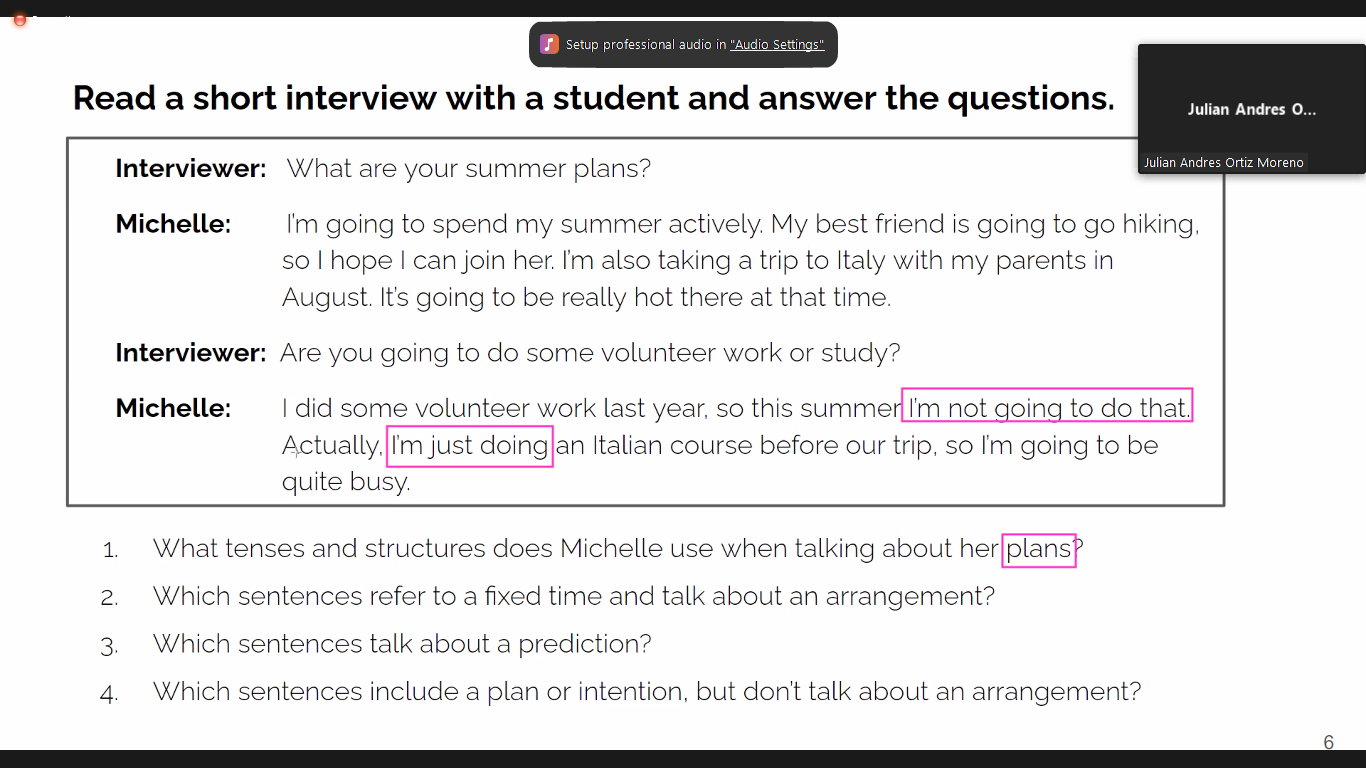 Setup professional audio in "Audio Settings"
Read a short interview with a student and answer the questions.
Julian Andres O...
Julian Andres Ortiz Moreno
Interviewer: What are your summer plans?
Michelle: I'm going to spend my summer actively. My best friend is going to go hiking,
so I hope I can join her. I'm also taking a trip to Italy with my parents in
August. It's going to be really hot there at that time.
Interviewer: Are you going to do some volunteer work or study?
Michelle: I did some volunteer work last year, so this summer I'm not going to do that.
Actually, I'm just doing an Italian course before our trip, so I'm going to be
quite busy.
1. What tenses and structures does Michelle use when talking about her plans?
2. Which sentences refer to a fixed time and talk about an arrangement?
3. Which sentences talk about a prediction?
4. Which sentences include a plan or intention, but don't talk about an arrangement?
6